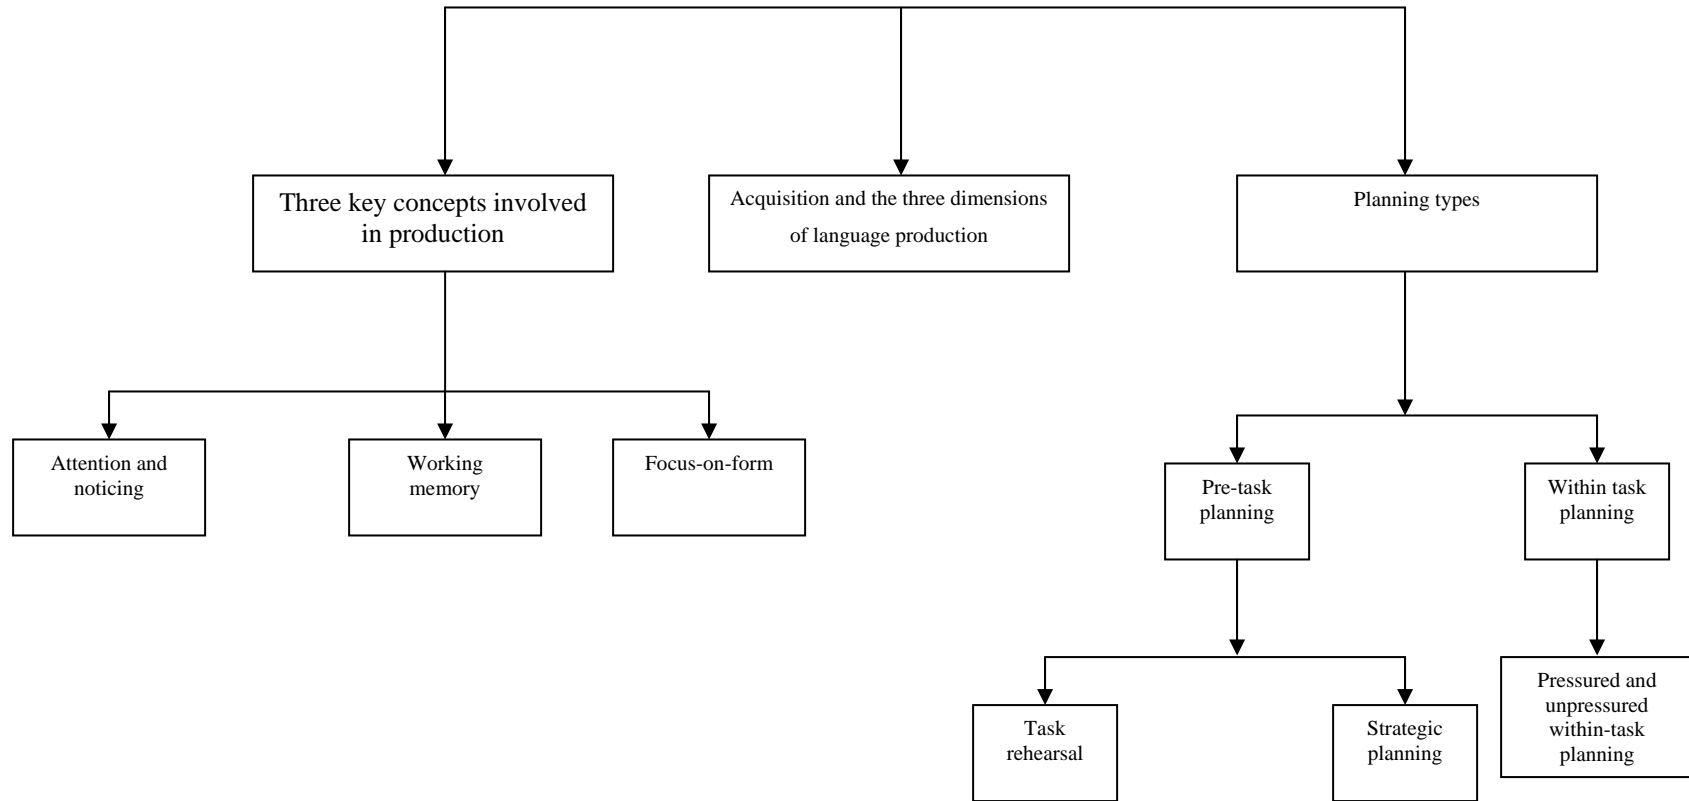 Three key concepts involved
in production
Acquisition and the three dimensions
of language production
Planning types
Attention and
noticing
Working
memory
Focus-on-form
Pre-task
planning
Within task
planning
Task
rehearsal
Strategic
planning
Pressured and
unpressured
within-task
planning